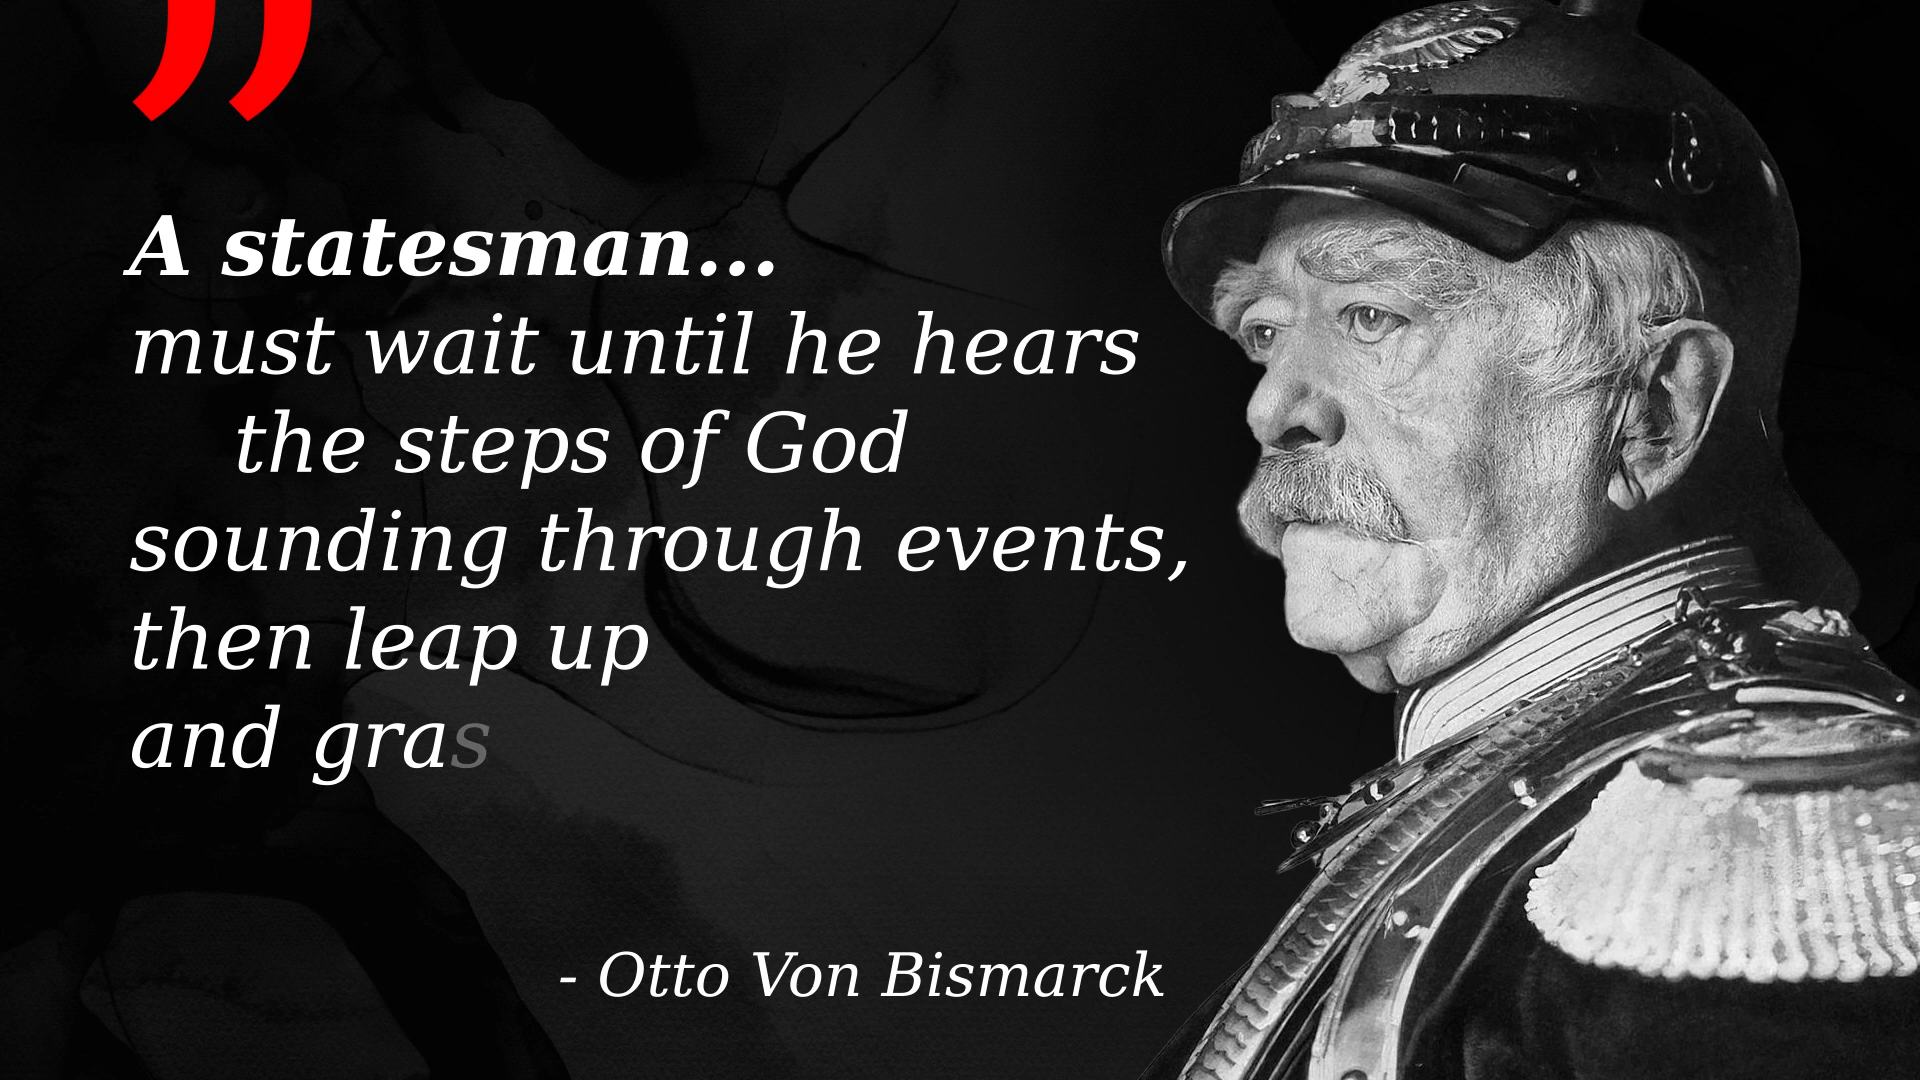 ”
A statesman...
must wait until he hears
the steps of God
sounding through events,
then leap up
and gras
- Otto Von Bismarck